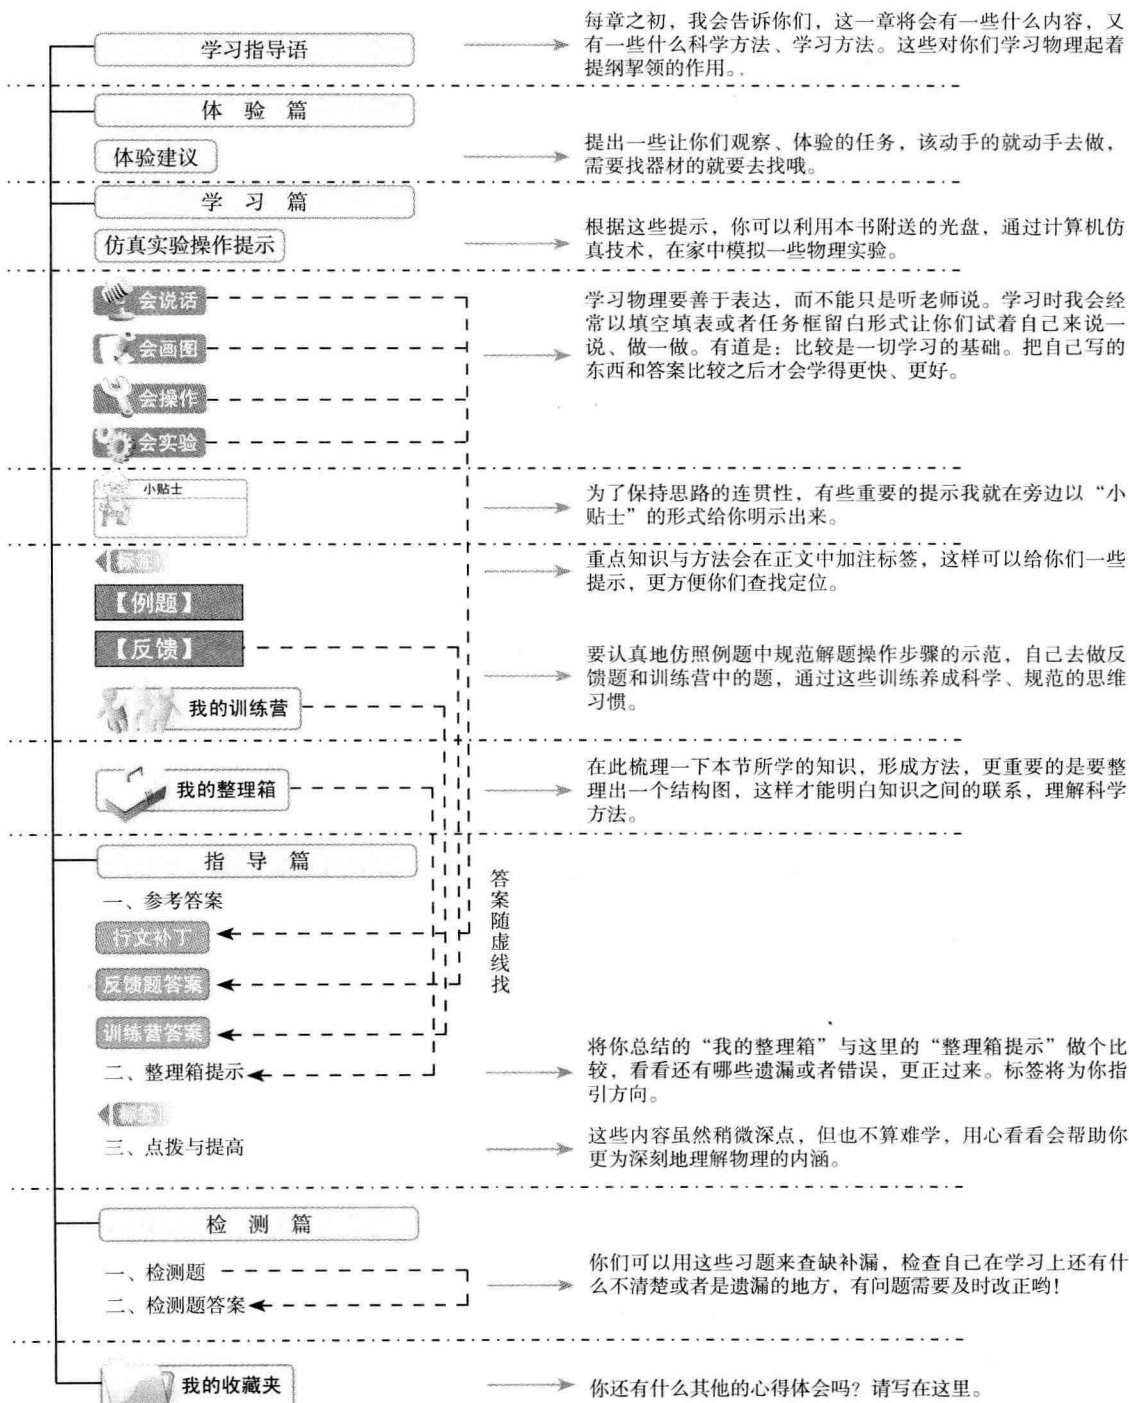 学习指导语
每章之初，我会告诉你们，这一章将会有一些什么内容，又
有一些什么科学方法、学习方法。这些对你们学习物理起着
提纲挈领的作用。
体 验 篇
体验建议
提出一些让你们观察、体验的任务，该动手的就动手去做，
需要找器材的就要去找哦。
学 习 篇
仿真实验操作提示
根据这些提示，你可以利用本书附送的光盘，通过计算机仿
真技术，在家中模拟一些物理实验。
会说话
会画图
会操作
会实验
学习物理要善于表达，而不能只是听老师说。学习时我会经
常以填空填表或者任务框留白形式让你们试着自己来说一
说、做一做。有道是：比较是一切学习的基础。把自己写的
东西和答案比较之后才会学得更快、更好。
小贴士
为了保持思路的连贯性，有些重要的提示我就在旁边以“小
贴士”的形式给你明示出来。
重点知识与方法会在正文中加注标签，这样可以给你们一些
提示，更方便你们查找定位。
【例题】
【反馈】
我的训练营
要认真地仿照例题中规范解题操作步骤的示范，自己去做反
馈题和训练营中的题，通过这些训练养成科学、规范的思维
习惯。
我的整理箱
在此梳理一下本节所学的知识，形成方法，更重要的是要整
理出一个结构图，这样才能明白知识之间的联系，理解科学
方法。
指 导 篇
一、参考答案
行文补丁
反馈题答案
训练营答案
答案随虚线找
二、整理箱提示
将你总结的“我的整理箱”与这里的“整理箱提示”做个比
较，看看还有哪些遗漏或者错误，更正过来。标签将为你指
引方向。
三、点拨与提高
这些内容虽然稍微深点，但也不算难学，用心看看会帮助你
更为深刻地理解物理的内涵。
检 测 篇
一、检测题
二、检测题答案
你们可以用这些习题来查缺补漏，检查自己在学习上还有什
么不清楚或者是遗漏的地方，有问题需要及时改正哟！
我的收藏夹
你还有什么其他的心得体会吗？请写在这里。